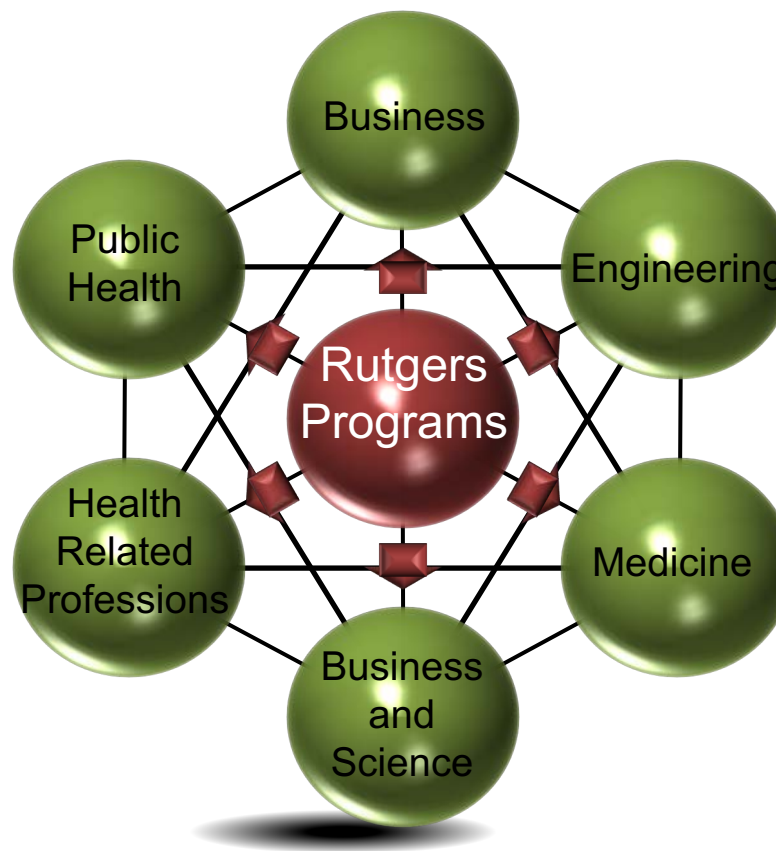 Business
Public
Health
Engineering
Rutgers
Programs
Health
Related
Professions
Medicine
Business
and
Science